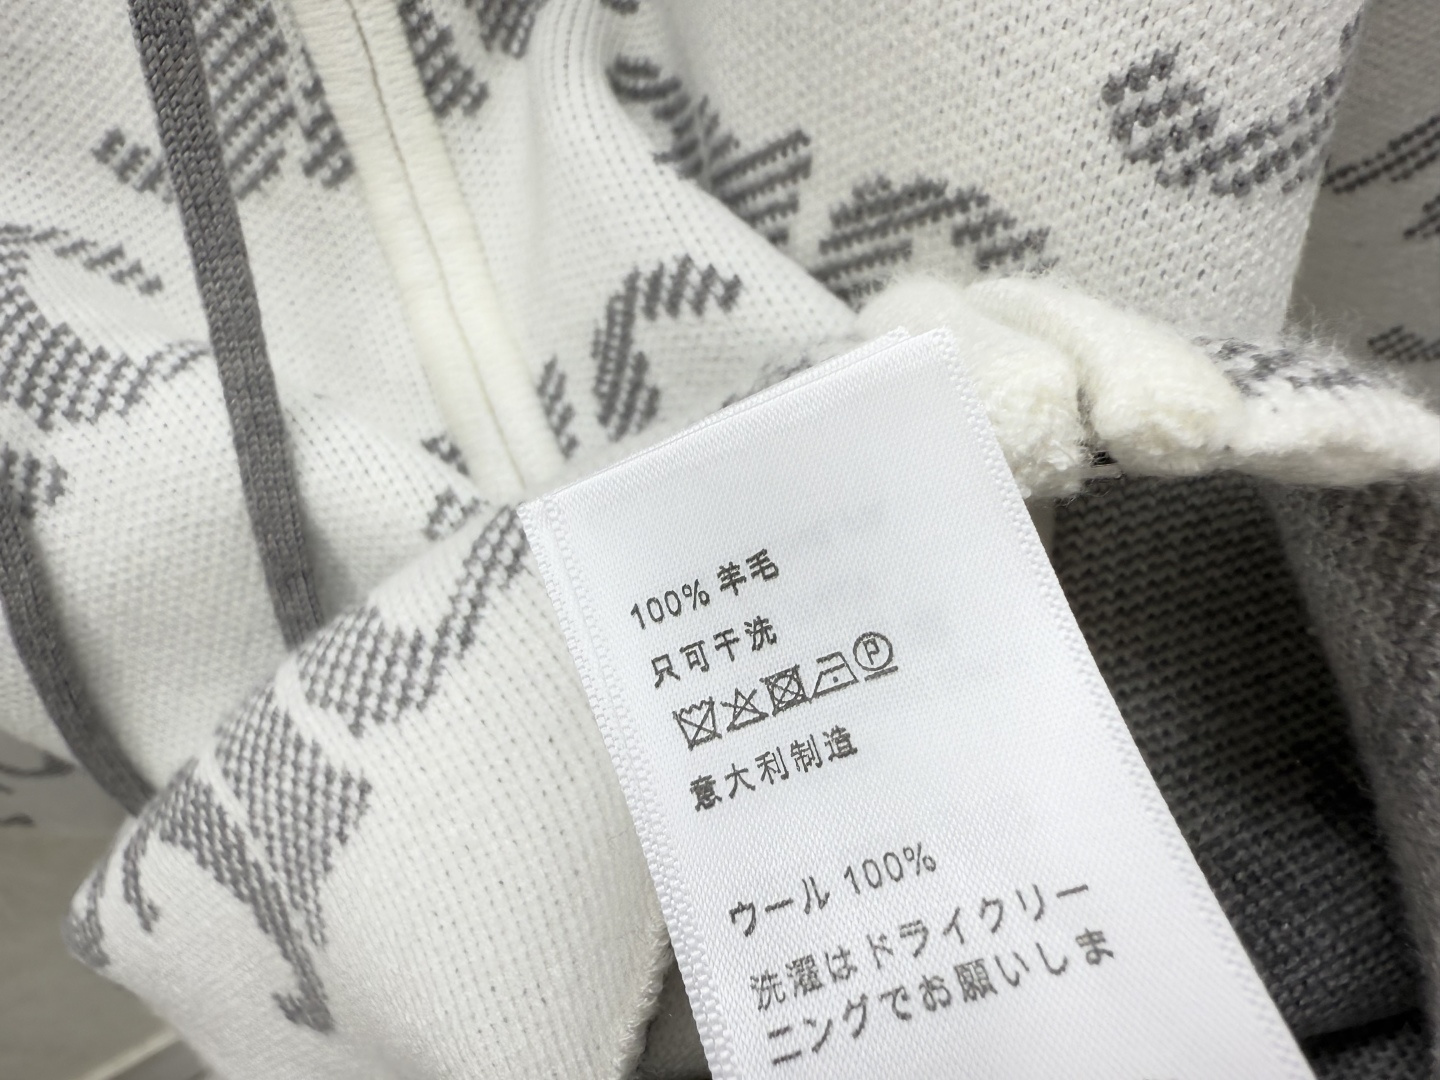 100% 羊毛
只可干洗
P
意大利制造
ウール 100%
洗濯はドライクリー
ニングでお願いしま